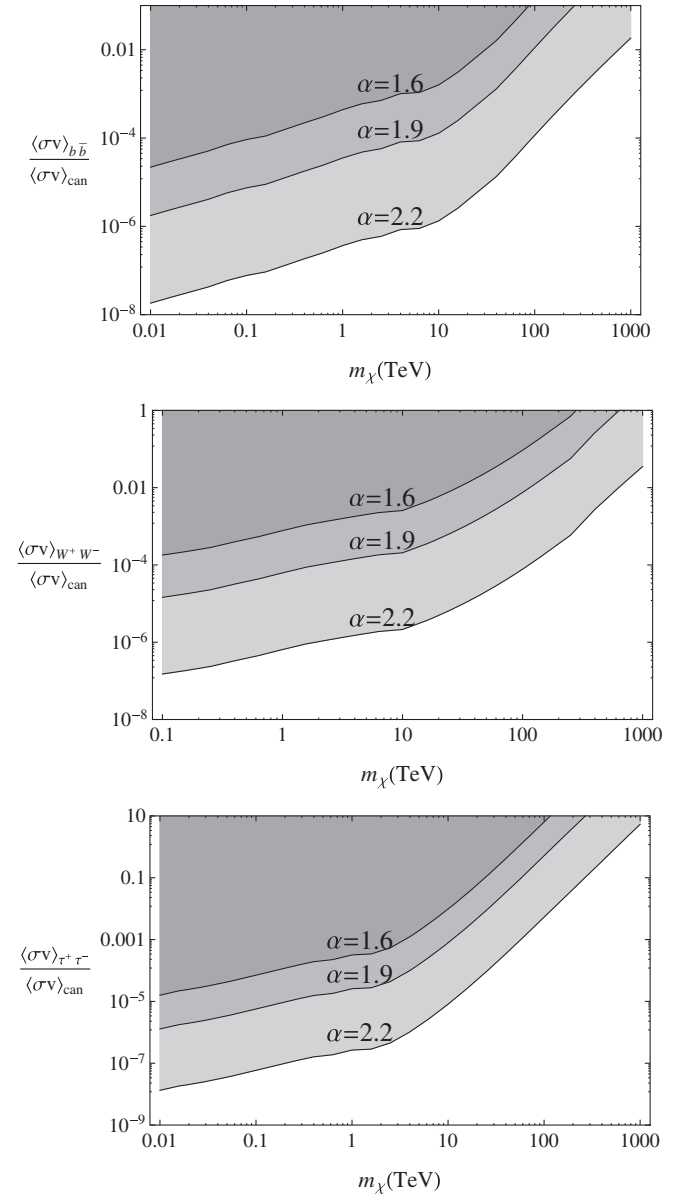 0.01
10⁻⁴
10⁻⁶
10⁻⁸
⟨σv⟩_{b b̄}
⟨σv⟩_can
α=1.6
α=1.9
α=2.2
0.01 0.1 1 10 100 1000
m_χ(TeV)
1
0.01
10⁻⁴
10⁻⁶
10⁻⁸
⟨σv⟩_{W⁺ W⁻}
⟨σv⟩_can
α=1.6
α=1.9
α=2.2
0.1 1 10 100 1000
m_χ(TeV)
10
0.1
0.001
10⁻⁵
10⁻⁷
10⁻⁹
⟨σv⟩_{τ⁺ τ⁻}
⟨σv⟩_can
α=1.6
α=1.9
α=2.2
0.01 0.1 1 10 100 1000
m_χ(TeV)